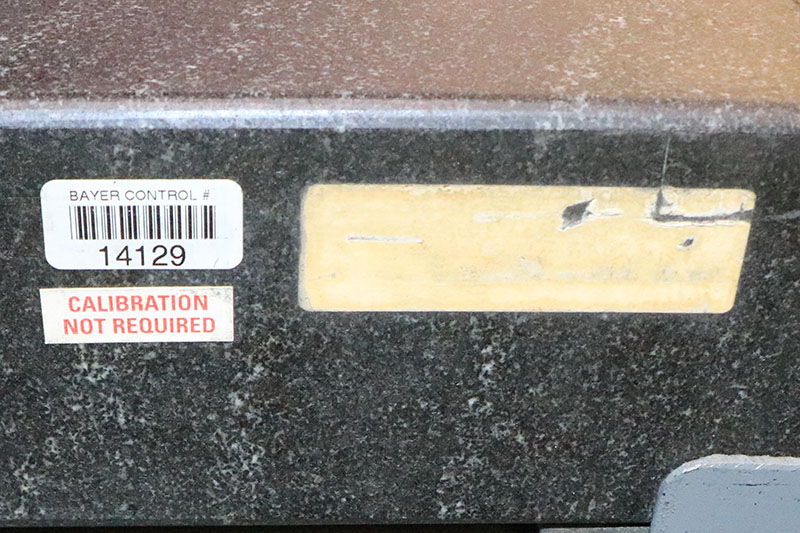 BAYER CONTROL #
14129
CALIBRATION
NOT REQUIRED